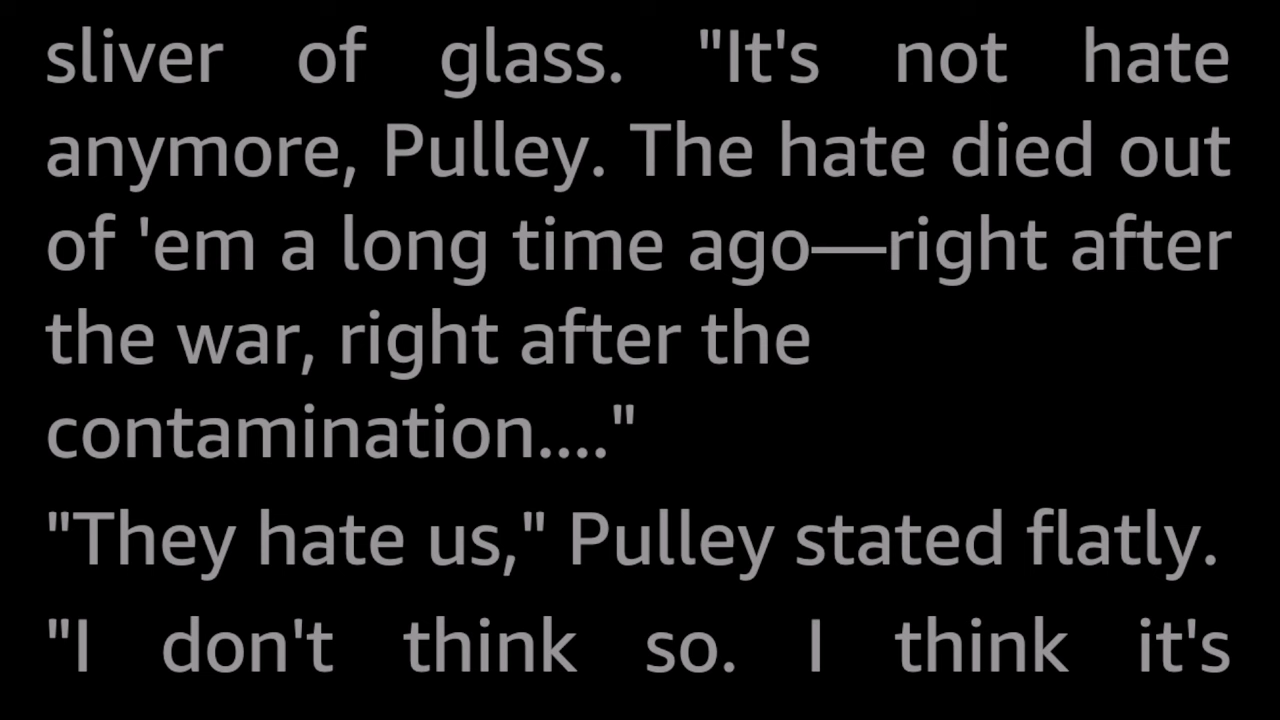 sliver of glass. "It's not hate
anymore, Pulley. The hate died out
of 'em a long time ago—right after
the war, right after the
contamination...."
"They hate us," Pulley stated flatly.
"I don't think so. I think it's